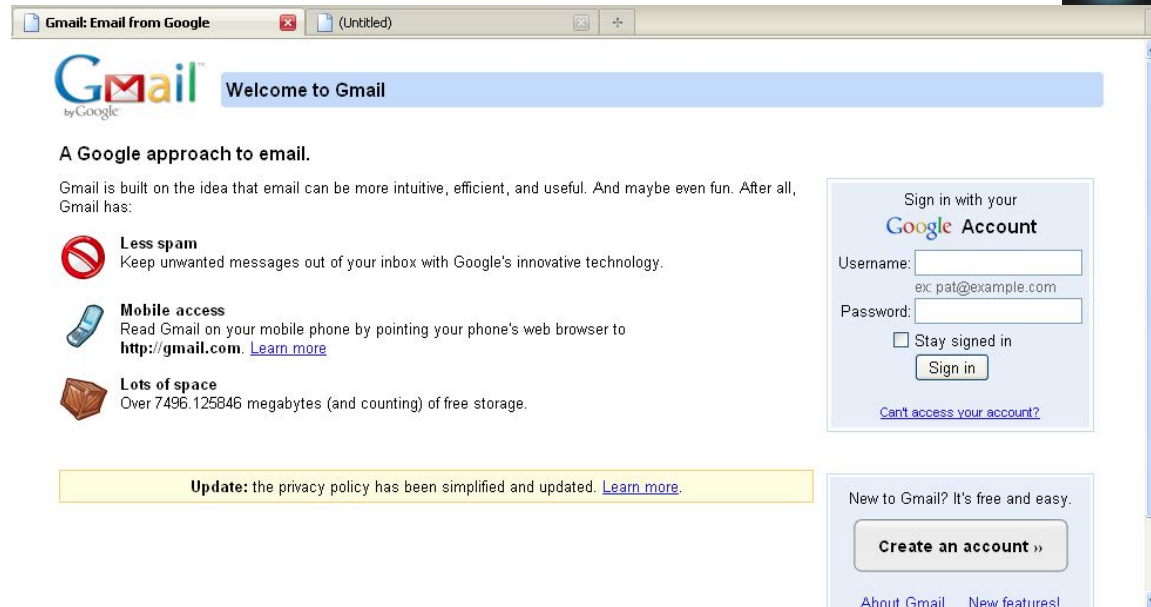 Gmail: Email from Google
(Untitled)
Gmail™
by Google
Welcome to Gmail
A Google approach to email.
Gmail is built on the idea that email can be more intuitive, efficient, and useful. And maybe even fun. After all,
Gmail has:
Less spam
Keep unwanted messages out of your inbox with Google's innovative technology.
Mobile access
Read Gmail on your mobile phone by pointing your phone's web browser to
http://gmail.com. Learn more
Lots of space
Over 7496.125846 megabytes (and counting) of free storage.
Update: the privacy policy has been simplified and updated. Learn more.
Sign in with your
Google Account
Username:
ex: pat@example.com
Password:
Stay signed in
Sign in
Can't access your account?
New to Gmail? It's free and easy.
Create an account »
About Gmail New features!